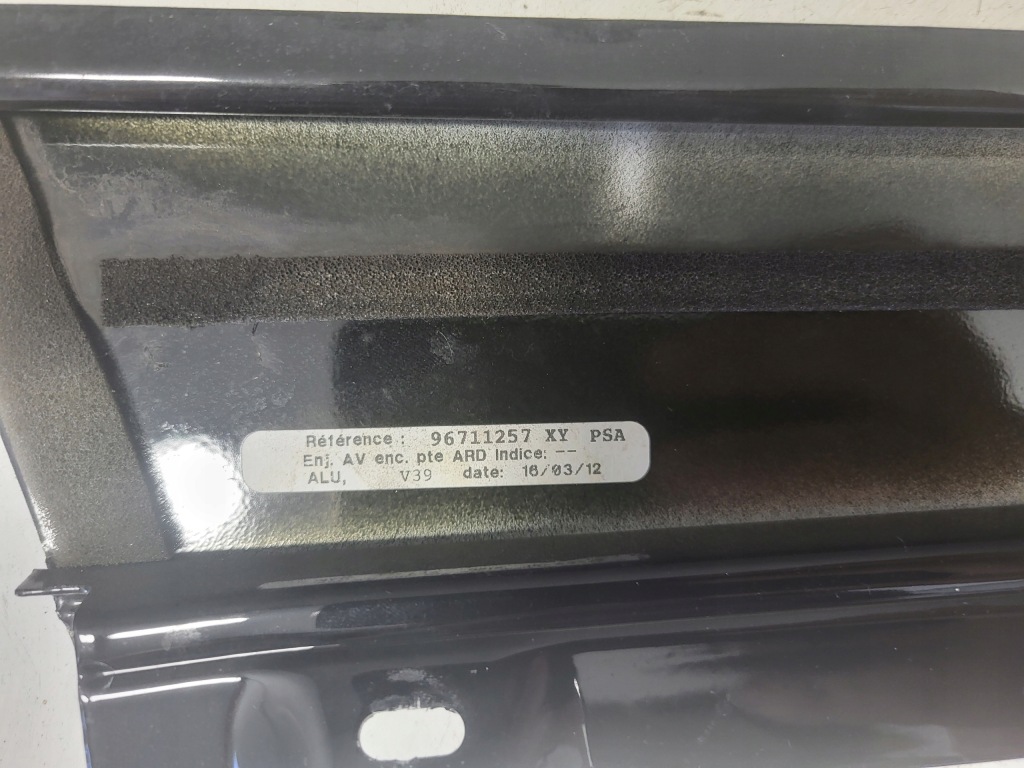 Référence : 96711257 XY PSA
Enj. AV enc. pte ARD Indice: --
ALU, V39 date: 16/03/12